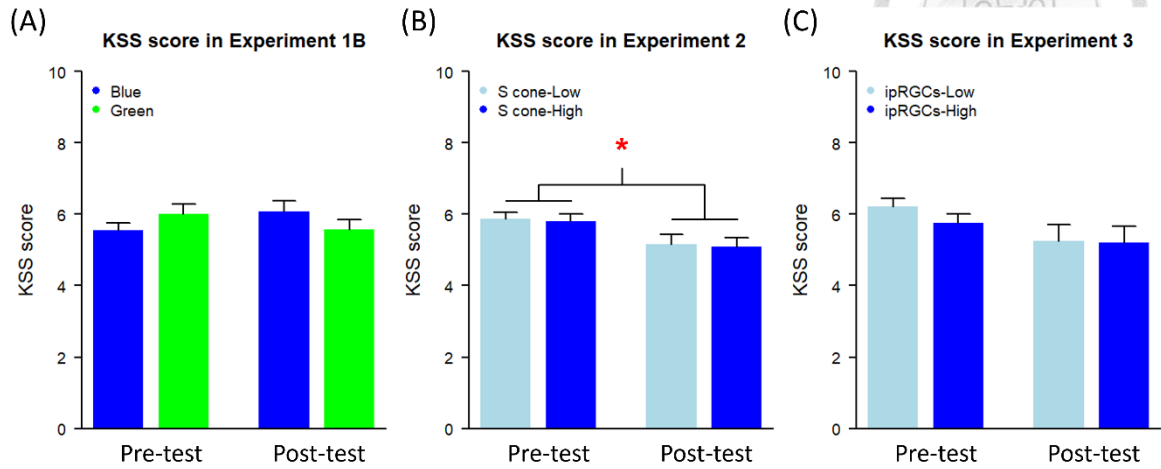 (A)
KSS score in Experiment 1B
10
8
6
4
2
0
KSS score
Blue
Green
Pre-test
Post-test
(B)
KSS score in Experiment 2
10
8
6
4
2
0
KSS score
S cone-Low
S cone-High
*
Pre-test
Post-test
(C)
KSS score in Experiment 3
10
8
6
4
2
0
KSS score
ipRGCs-Low
ipRGCs-High
Pre-test
Post-test